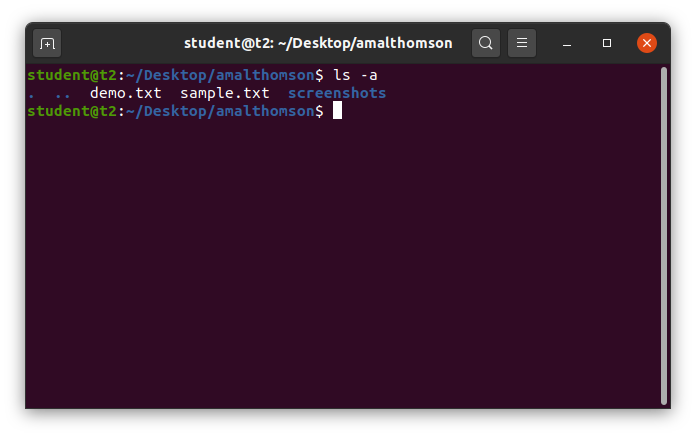 student@t2: ~/Desktop/amalthomson
student@t2:~/Desktop/amalthomson$ ls -a
.  ..  demo.txt  sample.txt  screenshots
student@t2:~/Desktop/amalthomson$